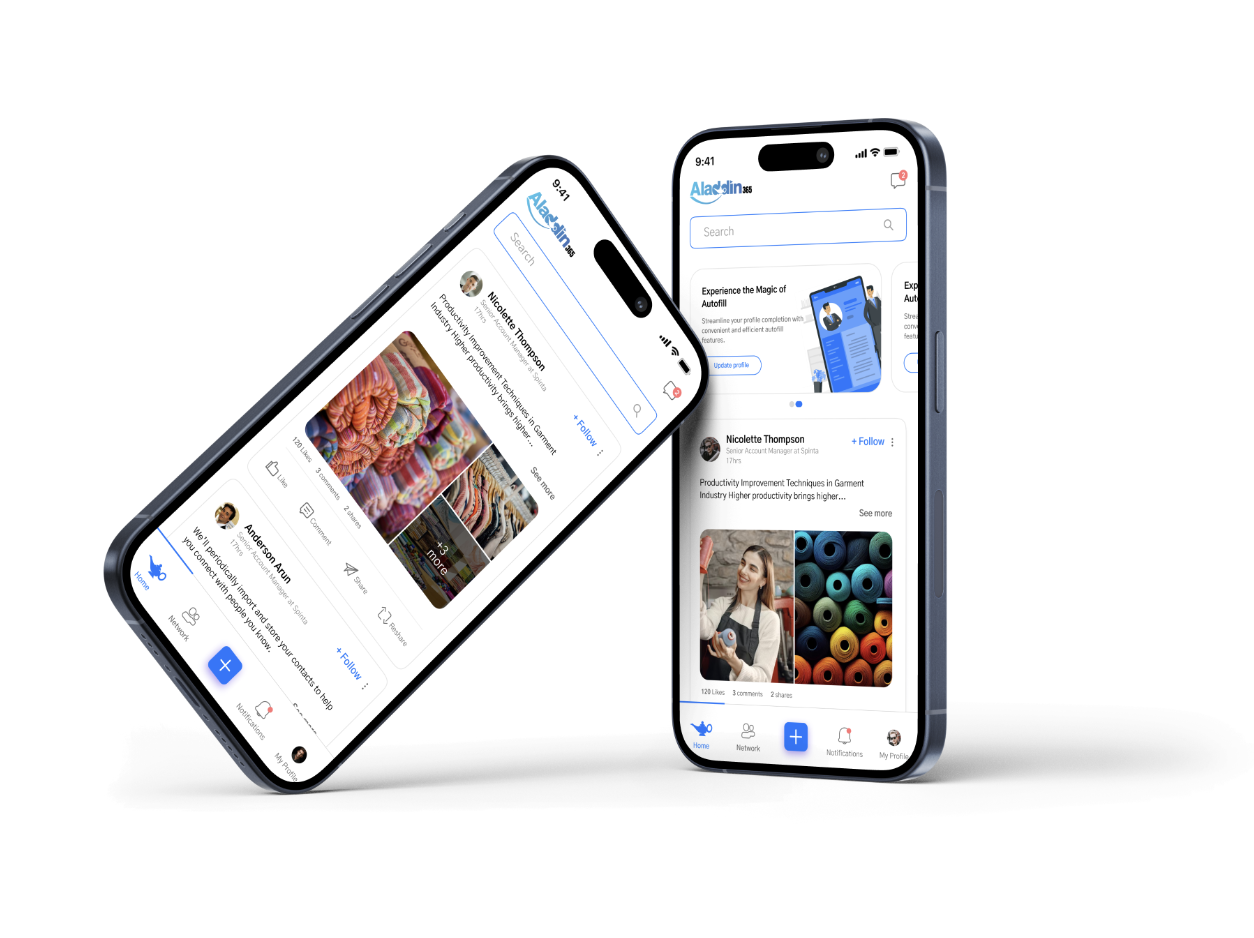 9:41
Aladdin365
Search
Nicolette Thompson
Senior Account Manager at Spinta
17hrs
+ Follow
Productivity Improvement Techniques in Garment
Industry Higher productivity brings higher...
See more
+3
more
120 Likes
3 comments
2 shares
Like
Comment
Share
Reshare
Anderson Arun
Senior Account Manager at Spinta
17hrs
+ Follow
We'll periodically import and store your contacts to help
you connect with people you know.
Home
Network
Notifications
My Profile
9:41
Aladdin365
2
Search
Experience the Magic of
Autofill
Streamline your profile completion with
convenient and efficient autofill
features.
Update profile
Exp
Aut
Strea
conv
featu
Nicolette Thompson
+ Follow
Senior Account Manager at Spinta
17hrs
Productivity Improvement Techniques in Garment
Industry Higher productivity brings higher...
See more
120 Likes
3 comments
2 shares
Home
Network
Notifications
My Profile